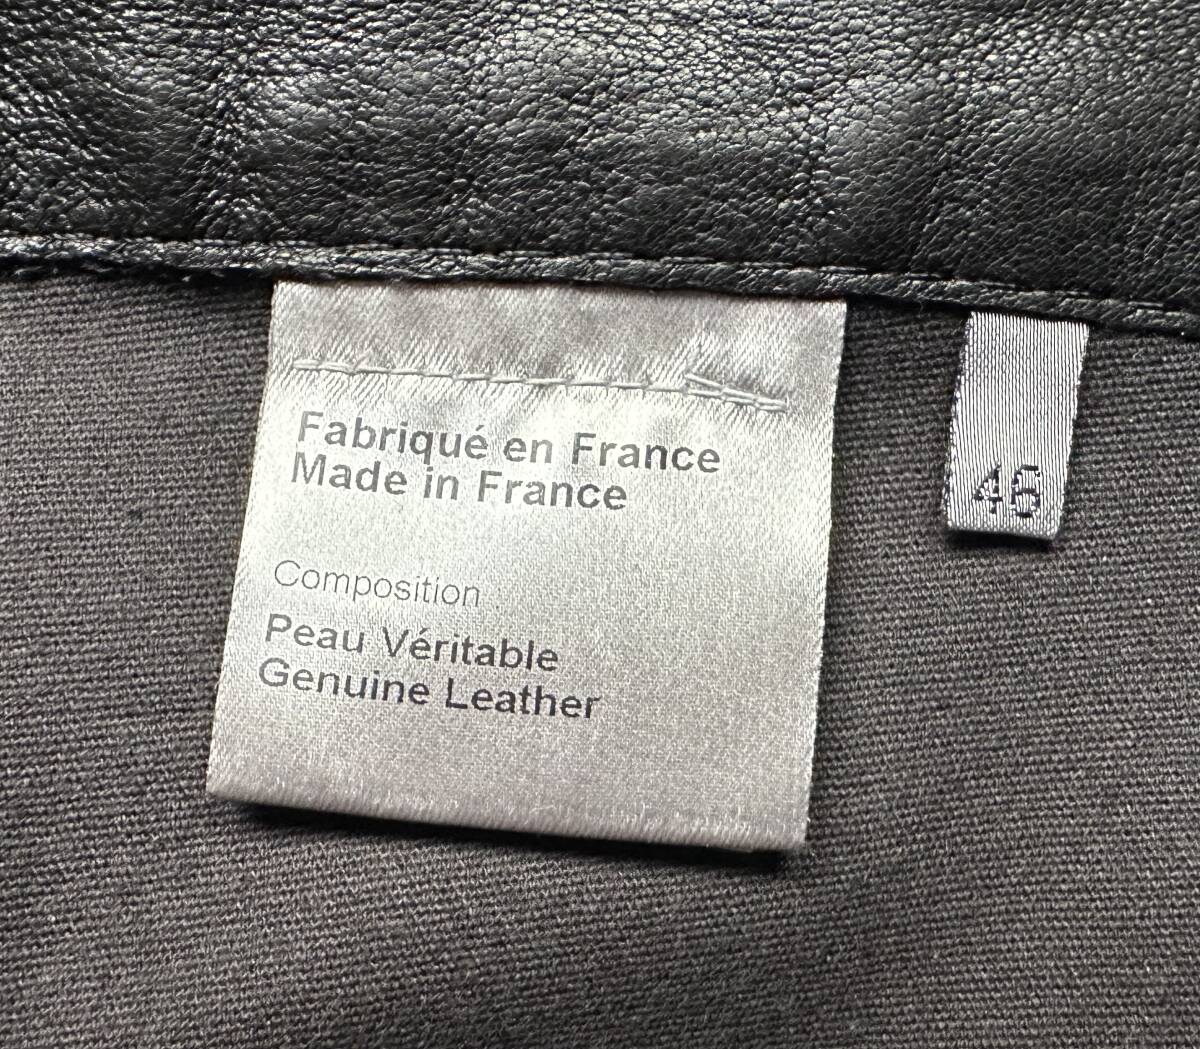 Fabriqué en France
Made in France
Composition :
Peau Véritable
Genuine Leather
46